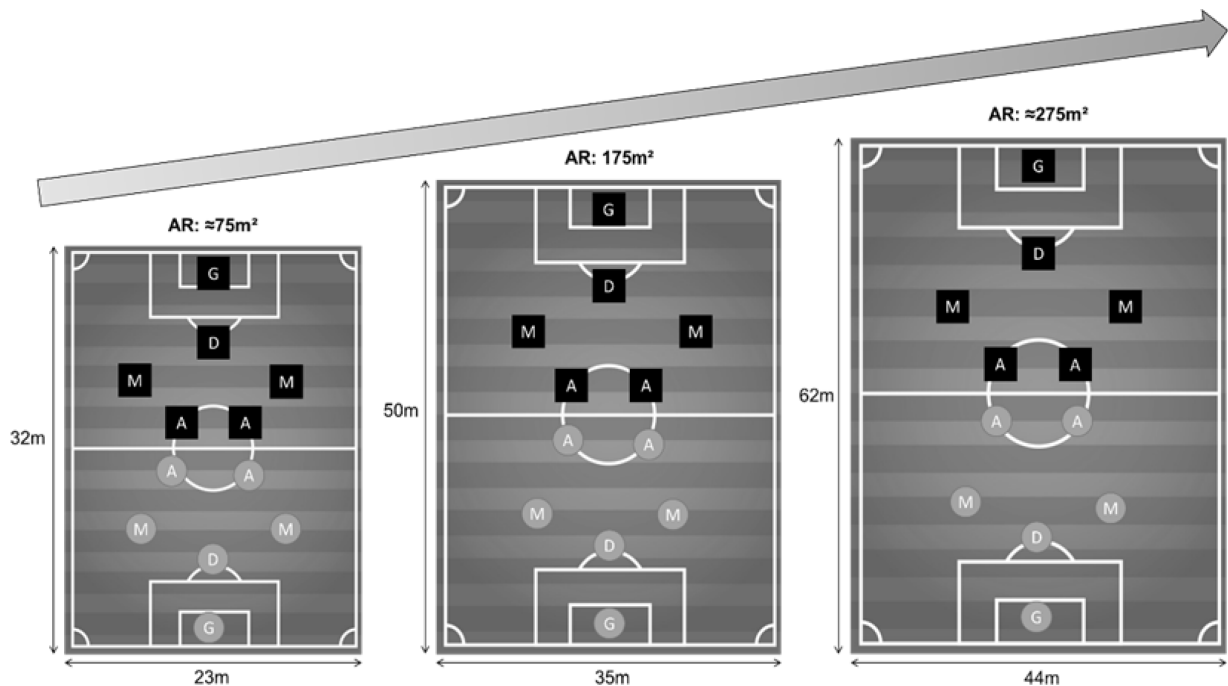 AR: ≈75m²
G
D
M M
A A
A A
M M
D
G
32m
23m
AR: 175m²
G
D
M M
A A
A A
M M
D
G
50m
35m
AR: ≈275m²
G
D
M M
A A
A A
M M
D
G
62m
44m